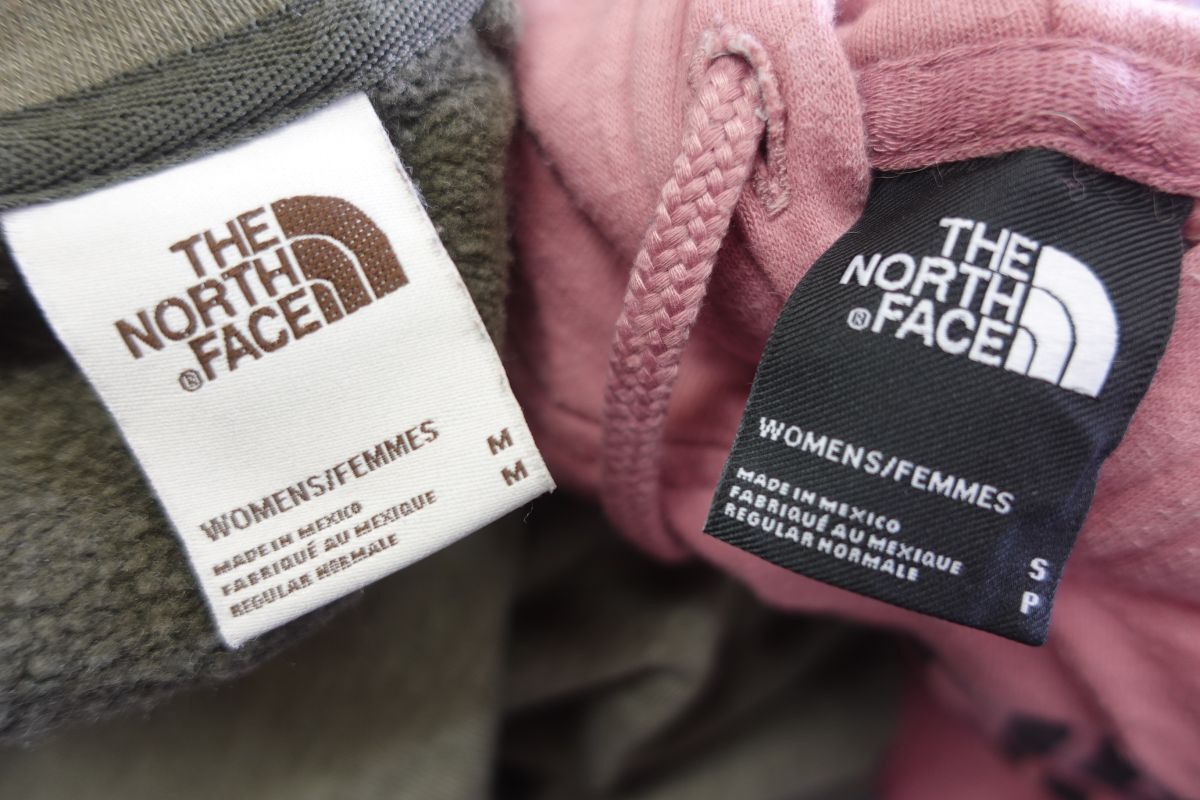 THE
NORTH
FACE
®
WOMENS/FEMMES
M
M
MADE IN MEXICO
FABRIQUÉ AU MEXIQUE
REGULAR NORMALE
THE
NORTH
®FACE
WOMENS/FEMMES
MADE IN MEXICO
FABRIQUÉ AU MEXIQUE
REGULAR NORMALE
S
P